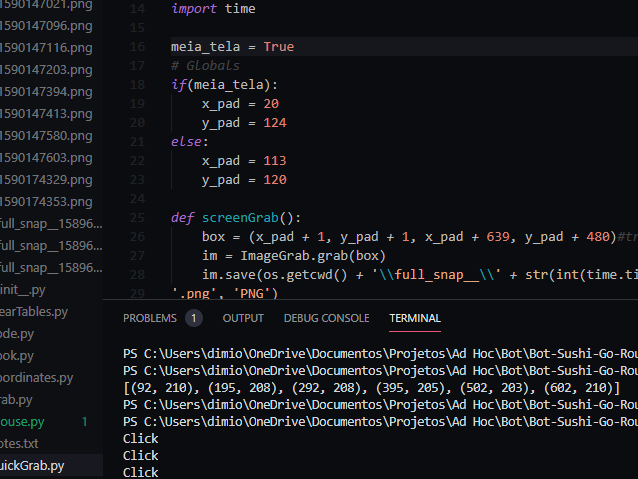 1590147021.png
1590147096.png
1590147116.png
1590147203.png
1590147394.png
1590147413.png
1590147580.png
1590147603.png
1590174329.png
1590174353.png
full_snap__15896...
full_snap__15896...
full_snap__15896...
init__.py
earTables.py
ode.py
ook.py
oordinates.py
rab.py
ouse.py 1
otes.txt
uickGrab.py
14 import time
15
16 meia_tela = True
17 # Globals
18 if(meia_tela):
19 x_pad = 20
20 y_pad = 124
21 else:
22 x_pad = 113
23 y_pad = 120
24
25 def screenGrab():
26 box = (x_pad + 1, y_pad + 1, x_pad + 639, y_pad + 480)#tr
27 im = ImageGrab.grab(box)
28 im.save(os.getcwd() + '\\full_snap__\\' + str(int(time.ti
29 '.png', 'PNG')
PROBLEMS 1 OUTPUT DEBUG CONSOLE TERMINAL
PS C:\Users\dimio\OneDrive\Documentos\Projetos\Ad Hoc\Bot\Bot-Sushi-Go-Rou
PS C:\Users\dimio\OneDrive\Documentos\Projetos\Ad Hoc\Bot\Bot-Sushi-Go-Rou
[(92, 210), (195, 208), (292, 208), (395, 205), (502, 203), (602, 210)]
PS C:\Users\dimio\OneDrive\Documentos\Projetos\Ad Hoc\Bot\Bot-Sushi-Go-Rou
PS C:\Users\dimio\OneDrive\Documentos\Projetos\Ad Hoc\Bot\Bot-Sushi-Go-Rou
Click
Click
Click